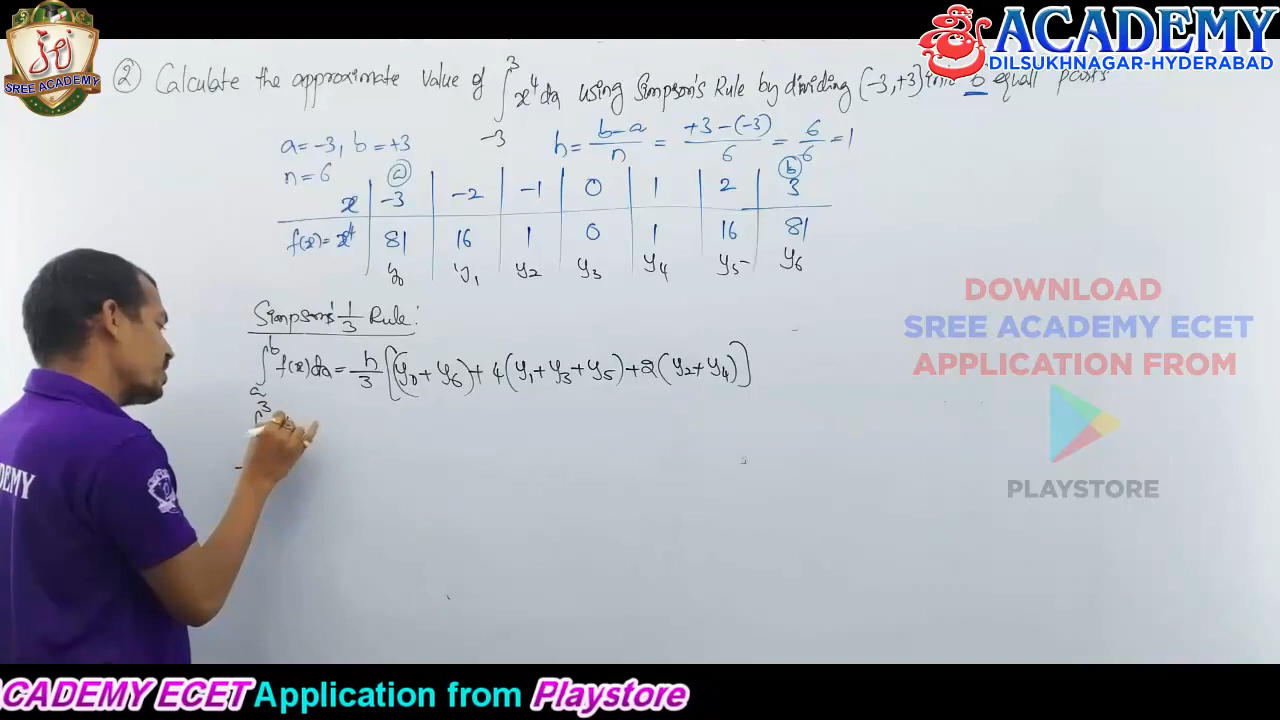 SREE ACADEMY
ACADEMY
DILSUKHNAGAR-HYDERABAD
② Calculate the approximate value of ∫₋₃³ x⁴ dx using Simpson's Rule by dividing (-3,+3) into 6 equall parts
a = -3, b = +3
h = b-a/n = +3-(-3)/6 = 6/6 = 1
n = 6
(a) (b)
x | -3 | -2 | -1 | 0 | 1 | 2 | 3
f(x) = x⁴ | 81 | 16 | 1 | 0 | 1 | 16 | 81
y₀ y₁ y₂ y₃ y₄ y₅ y₆
Simpson's 1/3 Rule:
∫ₐᵇ f(x)dx = h/3 [(y₀ + y₆) + 4(y₁ + y₃ + y₅) + 2(y₂ + y₄)]
3
DEMY
DOWNLOAD
SREE ACADEMY ECET
APPLICATION FROM
PLAYSTORE
CADEMY ECET Application from Playstore